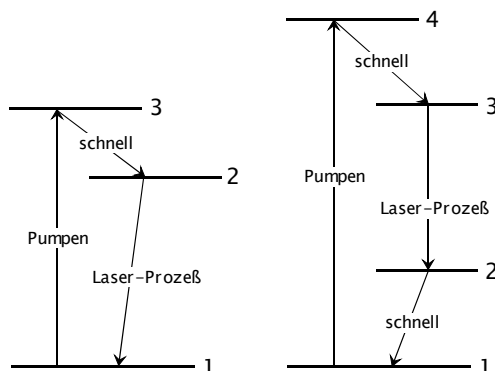 3
schnell
2
Pumpen
Laser-Prozeß
1
4
schnell
3
Pumpen
Laser-Prozeß
2
schnell
1